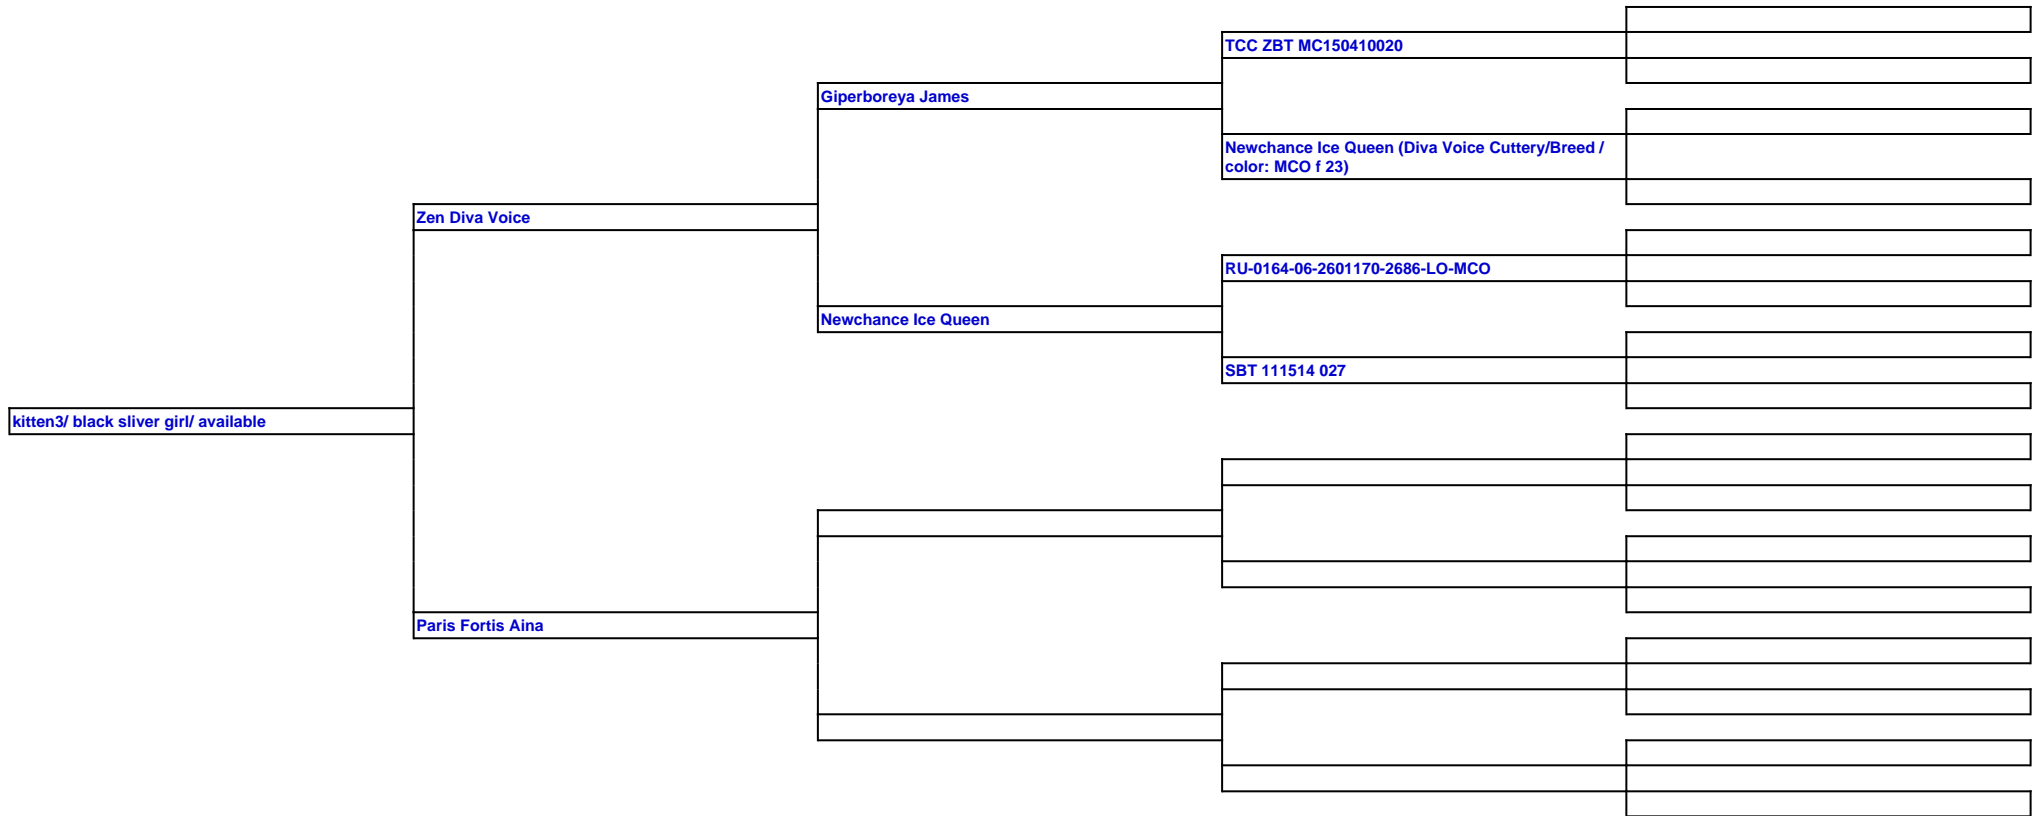 TCC ZBT MC150410020
Giperboreya James
Newchance Ice Queen (Diva Voice Cuttery/Breed /
color: MCO f 23)
Zen Diva Voice
RU-0164-06-2601170-2686-LO-MCO
Newchance Ice Queen
SBT 111514 027
kitten3/ black sliver girl/ available
Paris Fortis Aina